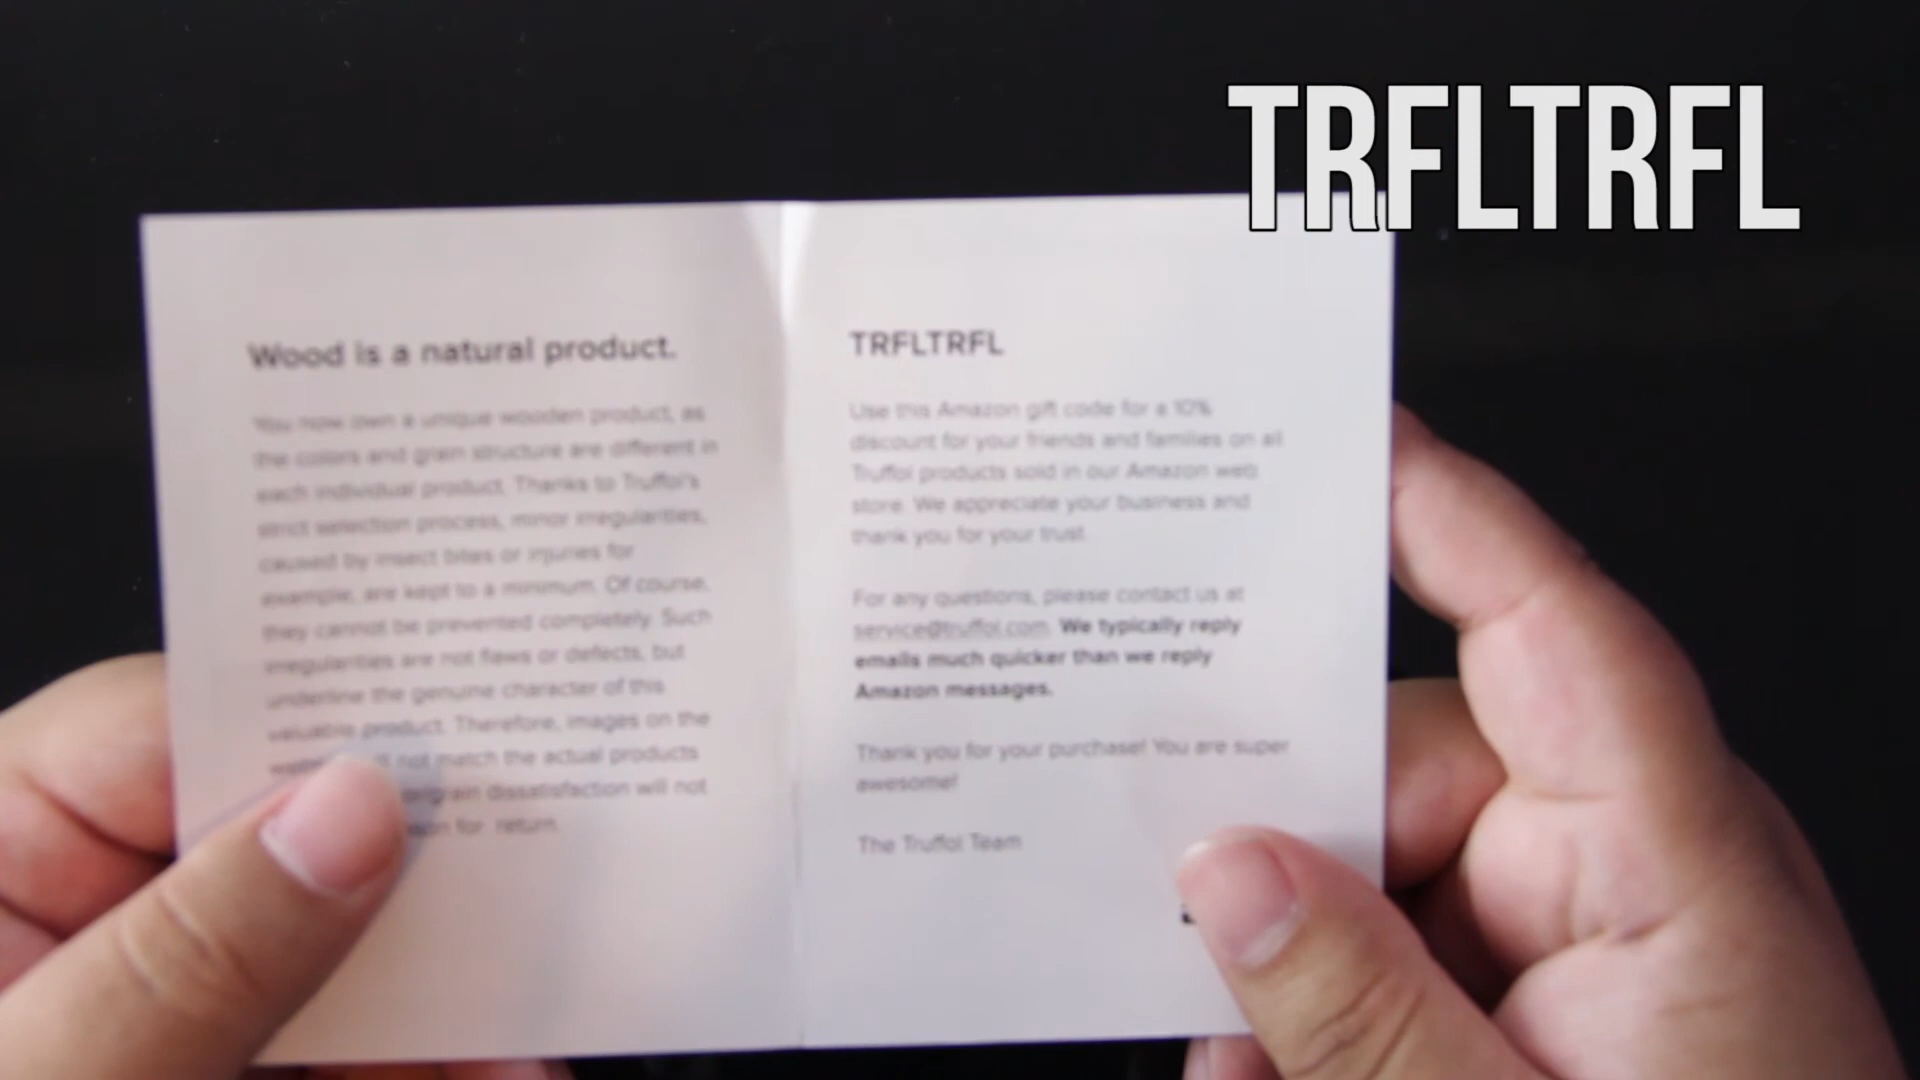 TRFLTRFL
Wood is a natural product.
You now own a unique wooden product, as
the colors and grain structure are different in
each individual product. Thanks to Truffol's
strict selection process, minor irregularities,
caused by insect bites or injuries for
example, are kept to a minimum. Of course,
they cannot be prevented completely. Such
irregularities are not flaws or defects, but
underline the genuine character of this
valuable product. Therefore, images on the
not match the actual products
dissatisfaction will not
for return.
TRFLTRFL
Use this Amazon gift code for a 10%
discount for your friends and families on all
Truffol products sold in our Amazon web
store. We appreciate your business and
thank you for your trust.
For any questions, please contact us at
service@truffol.com. We typically reply
emails much quicker than we reply
Amazon messages.
Thank you for your purchase! You are super
awesome!
The Truffol Team